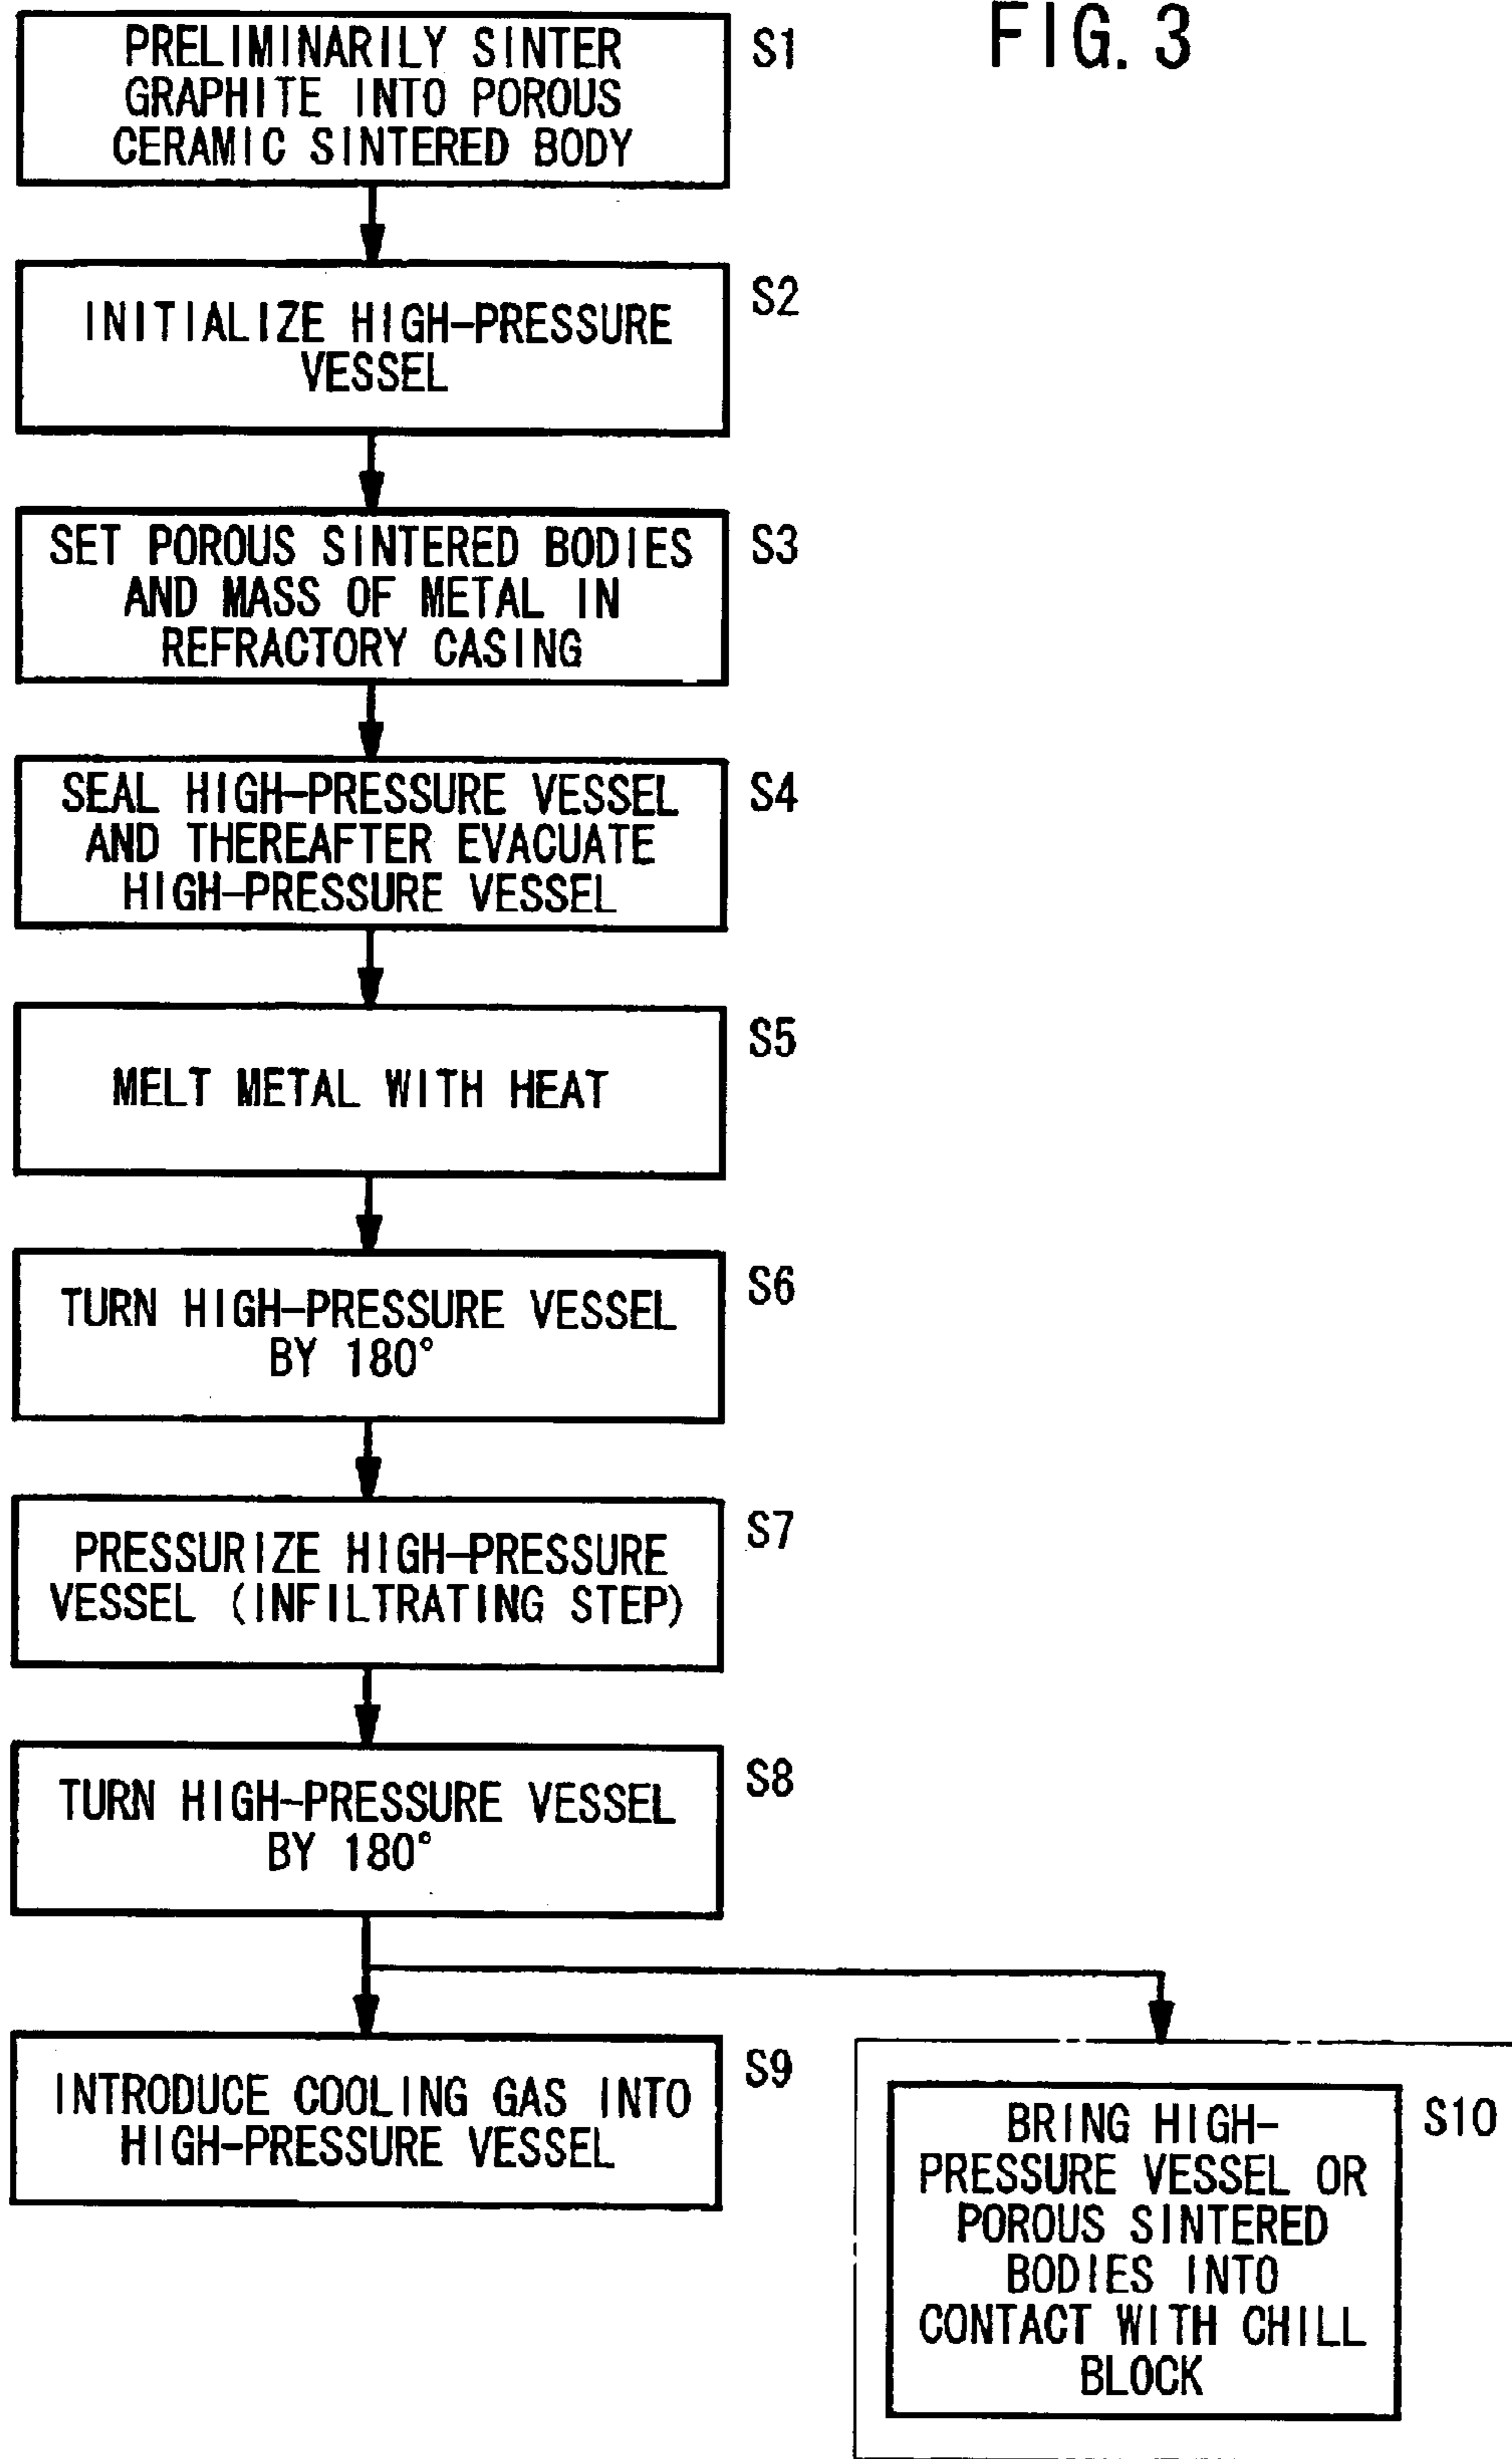 FIG. 3
PRELIMINARILY SINTER
GRAPHITE INTO POROUS
CERAMIC SINTERED BODY
S1
INITIALIZE HIGH-PRESSURE
VESSEL
S2
SET POROUS SINTERED BODIES
AND MASS OF METAL IN
REFRACTORY CASING
S3
SEAL HIGH-PRESSURE VESSEL
AND THEREAFTER EVACUATE
HIGH-PRESSURE VESSEL
S4
MELT METAL WITH HEAT
S5
TURN HIGH-PRESSURE VESSEL
BY 180°
S6
PRESSURIZE HIGH-PRESSURE
VESSEL (INFILTRATING STEP)
S7
TURN HIGH-PRESSURE VESSEL
BY 180°
S8
INTRODUCE COOLING GAS INTO
HIGH-PRESSURE VESSEL
S9
BRING HIGH-
PRESSURE VESSEL OR
POROUS SINTERED
BODIES INTO
CONTACT WITH CHILL
BLOCK
S10